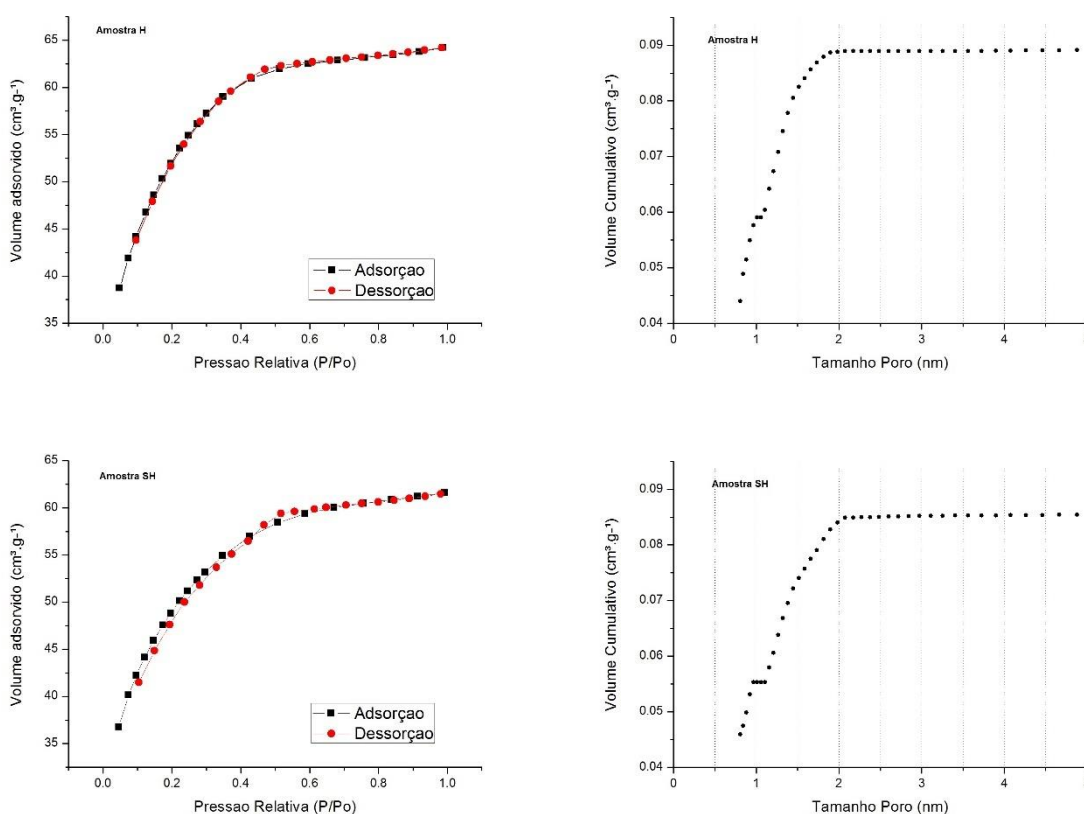 Amostra H
Volume adsorvido (cm³.g-¹)
65
60
55
50
45
40
35
Adsorçao
Dessorçao
0.0 0.2 0.4 0.6 0.8 1.0
Pressao Relativa (P/Po)
Amostra H
Volume Cumulativo (cm³.g-¹)
0.09
0.08
0.07
0.06
0.05
0.04
0 1 2 3 4
Tamanho Poro (nm)
Amostra SH
Volume adsorvido (cm³.g-¹)
65
60
55
50
45
40
35
Adsorçao
Dessorçao
0.0 0.2 0.4 0.6 0.8 1.0
Pressao Relativa (P/Po)
Amostra SH
Volume Cumulativo (cm³.g-¹)
0.09
0.08
0.07
0.06
0.05
0.04
0 1 2 3 4
Tamanho Poro (nm)